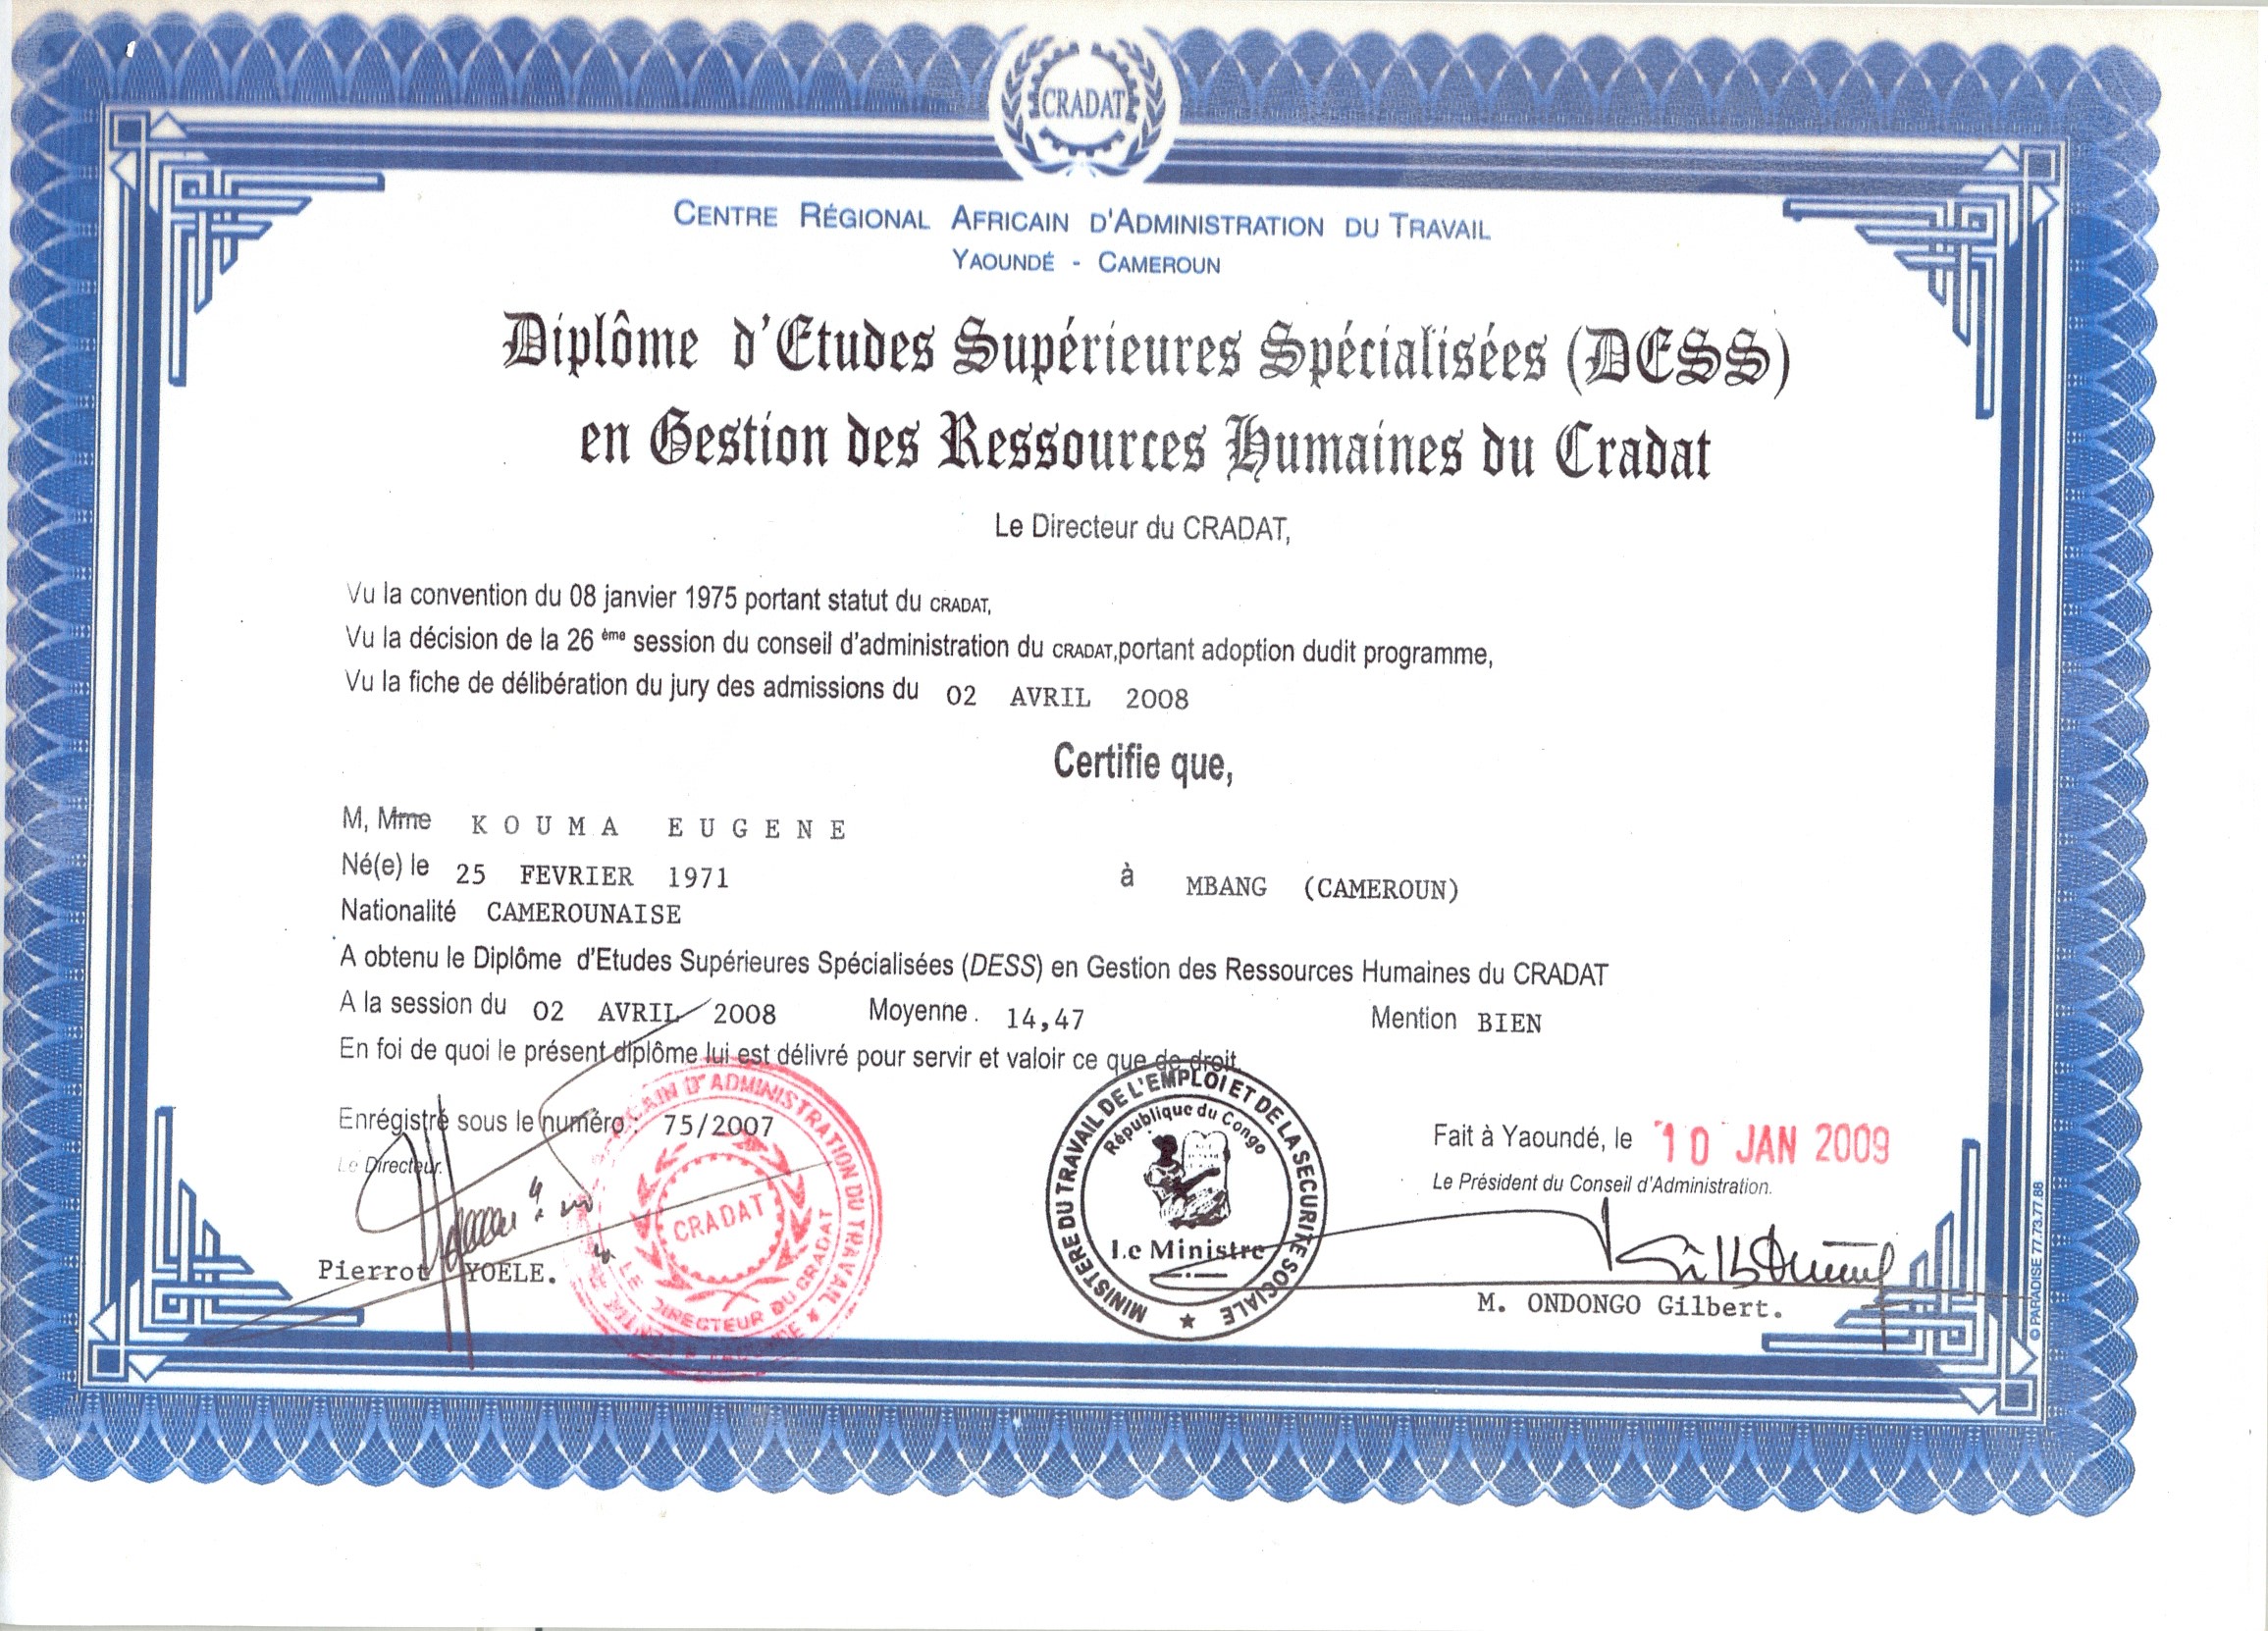 CRADAT
CENTRE RÉGIONAL AFRICAIN D'ADMINISTRATION DU TRAVAIL
YAOUNDÉ - CAMEROUN
Diplôme d'Etudes Supérieures Spécialisées (DESS)
en Gestion des Ressources Humaines du Cradat
Le Directeur du CRADAT,
Vu la convention du 08 janvier 1975 portant statut du CRADAT,
Vu la décision de la 26 ème session du conseil d'administration du CRADAT,portant adoption dudit programme,
Vu la fiche de délibération du jury des admissions du 02 AVRIL 2008
Certifie que,
M, Mme KOUMA EUGENE
Né(e) le 25 FEVRIER 1971 à MBANG (CAMEROUN)
Nationalité CAMEROUNAISE
A obtenu le Diplôme d'Etudes Supérieures Spécialisées (DESS) en Gestion des Ressources Humaines du CRADAT
A la session du 02 AVRIL 2008 Moyenne . 14,47 Mention BIEN
En foi de quoi le présent diplôme lui est délivré pour servir et valoir ce que de droit.
Enrégistré sous le numéro : 75/2007
Fait à Yaoundé, le 10 JAN 2009
Le Directeur.
Le Président du Conseil d'Administration.
Pierrot YOELE.
M. ONDONGO Gilbert.
D'ADMINISTRATION DU TRAVAIL
CRADAT
LE DIRECTEUR DU CRADAT
MINISTERE DU TRAVAIL DE L'EMPLOI ET DE LA SECURITE SOCIALE
République du Congo
Le Ministre
© PARADISE 77.73.77.88